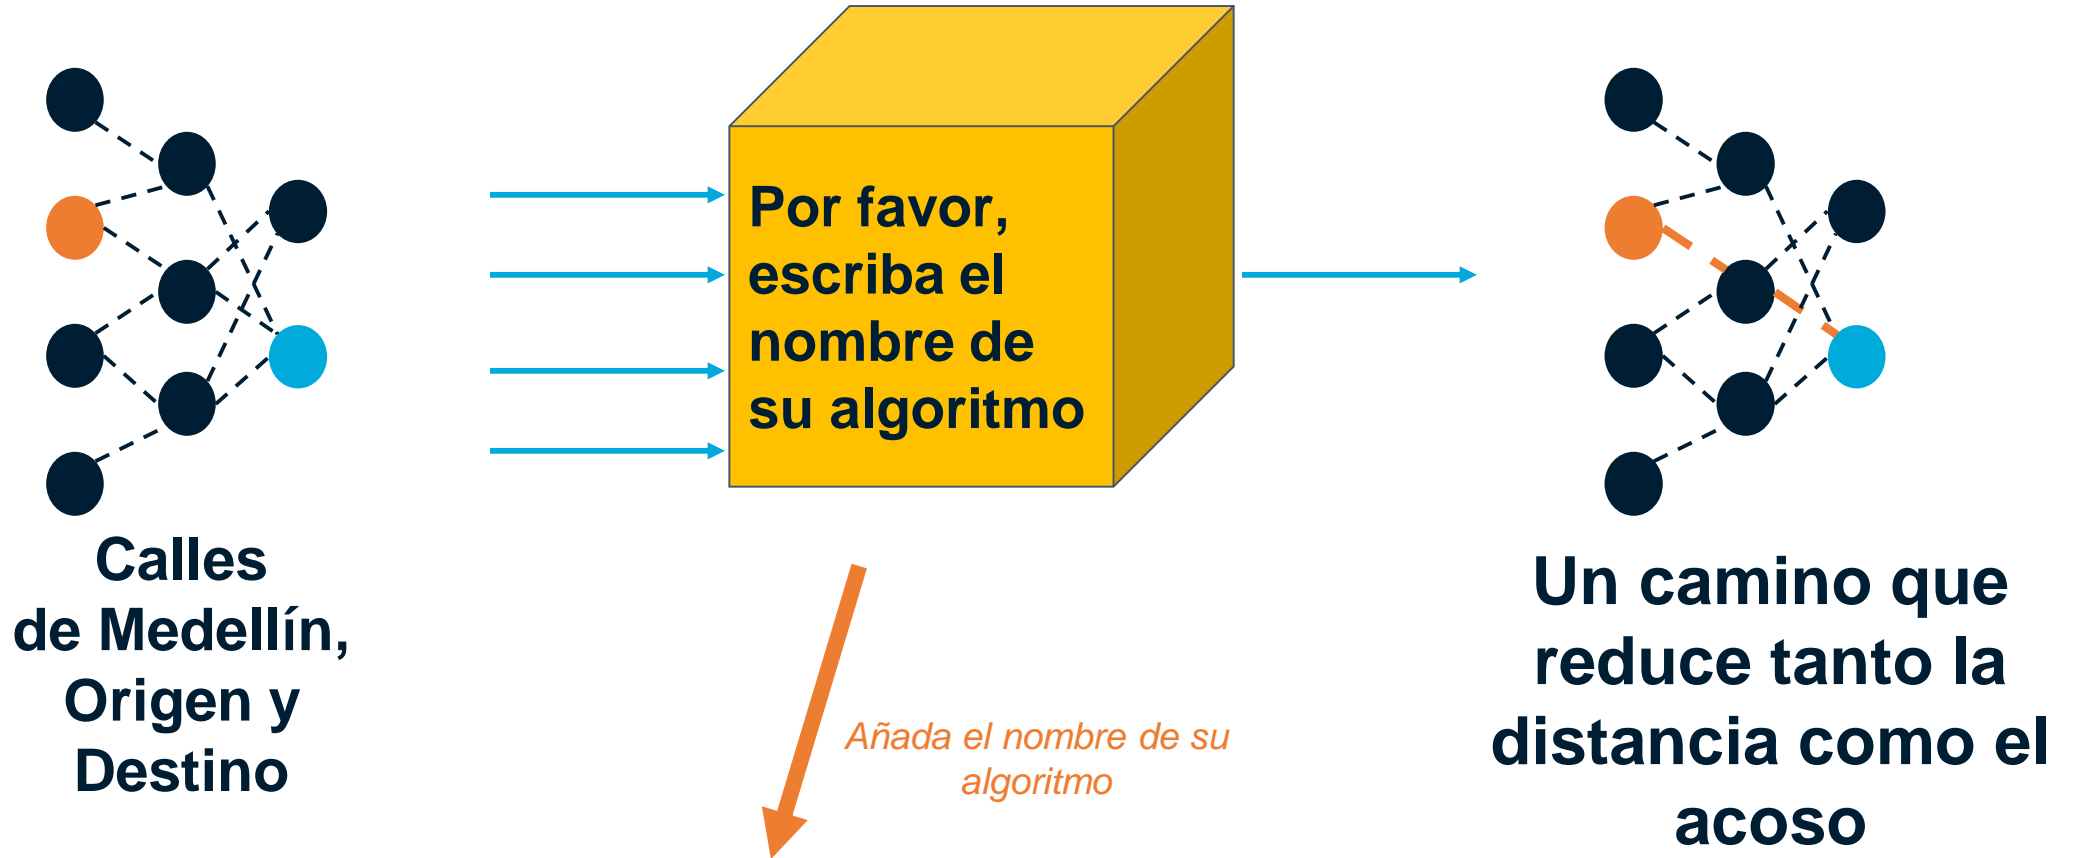 Calles
de Medellín,
Origen y
Destino
Por favor,
escriba el
nombre de
su algoritmo
Añada el nombre de su
algoritmo
Un camino que
reduce tanto la
distancia como el
acoso